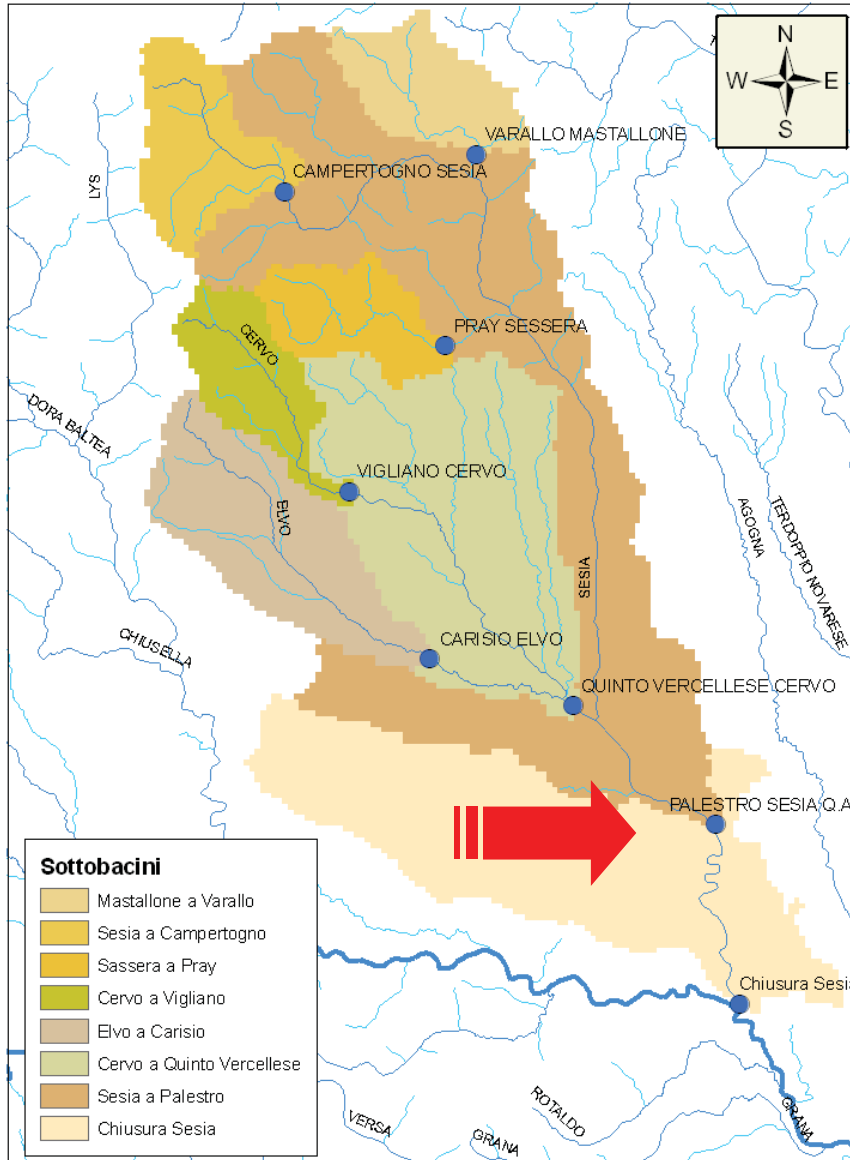 N
W E
S
VARALLO MASTALLONE
CAMPERTOGNO SESIA
LYS
PRAY SESSERA
CERVO
DORA BALTEA
VIGLIANO CERVO
ELVO
AGOGNA
TERDOPPIO NOVARESE
SESIA
CHIUSELLA
CARISIO ELVO
QUINTO VERCELLESE CERVO
PALESTRO SESIA Q.A
Sottobacini
Mastallone a Varallo
Sesia a Campertogno
Sassera a Pray
Cervo a Vigliano
Elvo a Carisio
Cervo a Quinto Vercellese
Sesia a Palestro
Chiusura Sesia
Chiusura Sesia
ROTALDO
VERSA
GRANA
GRANA